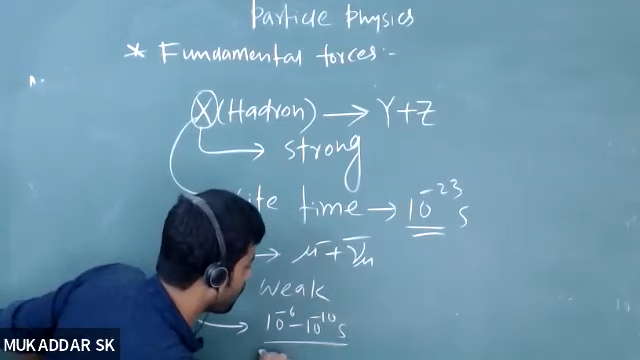 Particle Physics
* Fundamental forces:-
X (Hadron) → Y+Z
→ strong
life time → 10⁻²³ s
→ μ⁻ + ν̄μ
weak
→ 10⁻⁶ – 10⁻¹⁰ s
MUKADDAR SK